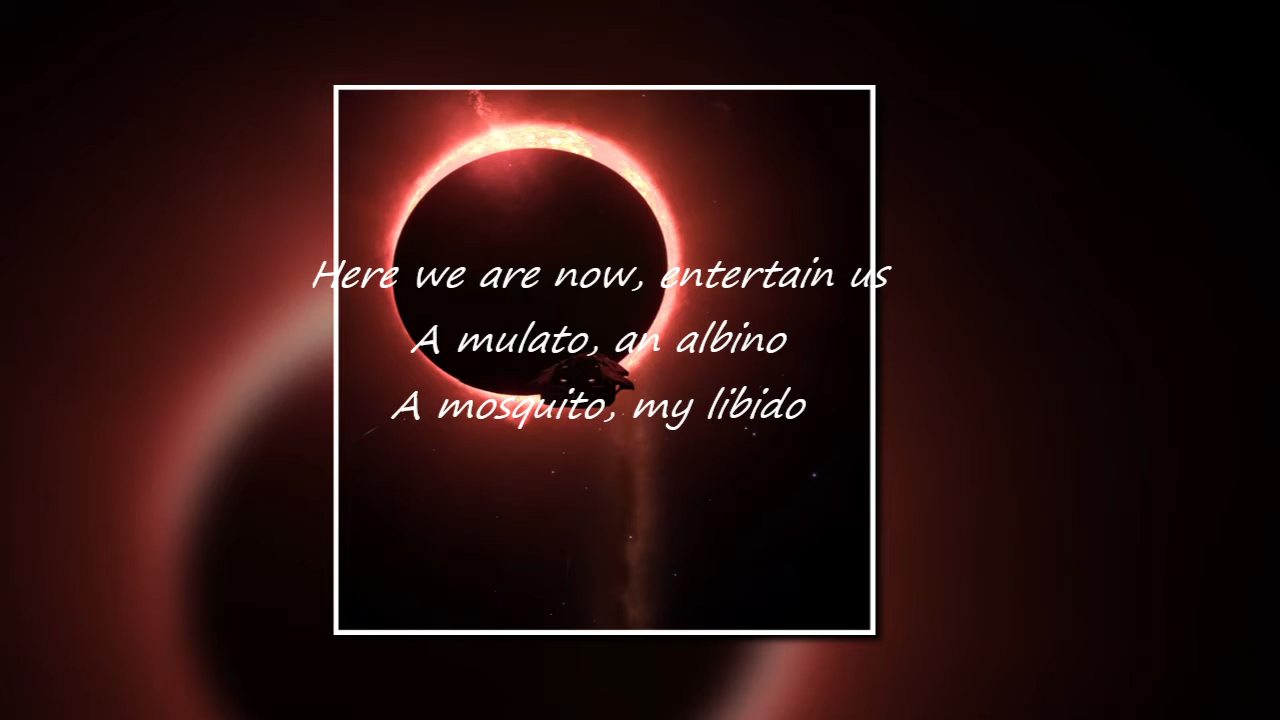 Here we are now, entertain us
A mulato, an albino
A mosquito, my libido